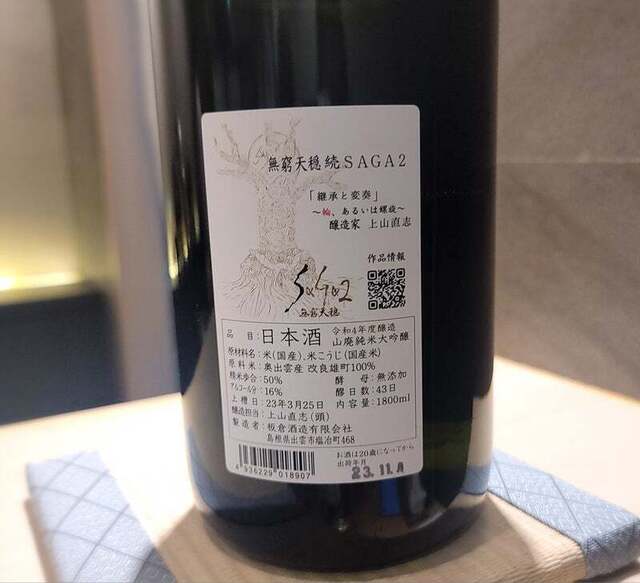 無窮天穏 続SAGA2
「継承と変奏」
～輪、あるいは螺旋～
醸造家 上山直志
作品情報
SAGA2
無窮天穏
品目：日本酒 令和4年度醸造
山廃純米大吟醸
原材料名：米(国産)、米こうじ(国産米)
原料米：奥出雲産 改良雄町100%
精米歩合：50% 酵母：無添加
アルコール分：16% 醪日数：43日
上槽日：23年3月25日 内容量：1800ml
醸造担当：上山直志(頭)
製造者：板倉酒造有限会社
島根県出雲市塩冶町468
お酒は20歳になってから
出荷年月
23.11.A
4936229018907